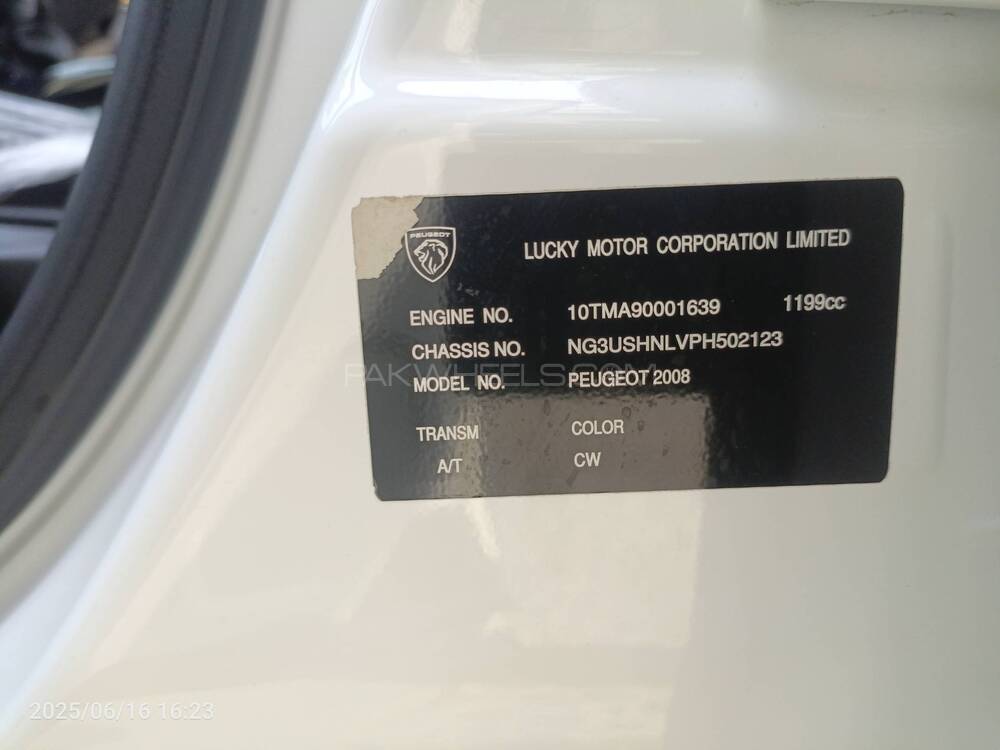 PEUGEOT
LUCKY MOTOR CORPORATION LIMITED
ENGINE NO. 10TMA90001639 1199cc
CHASSIS NO. NG3USHNLVPH502123
PAKWHEELS.COM
MODEL NO. PEUGEOT 2008
TRANSM COLOR
A/T CW
2025/06/16 16:23